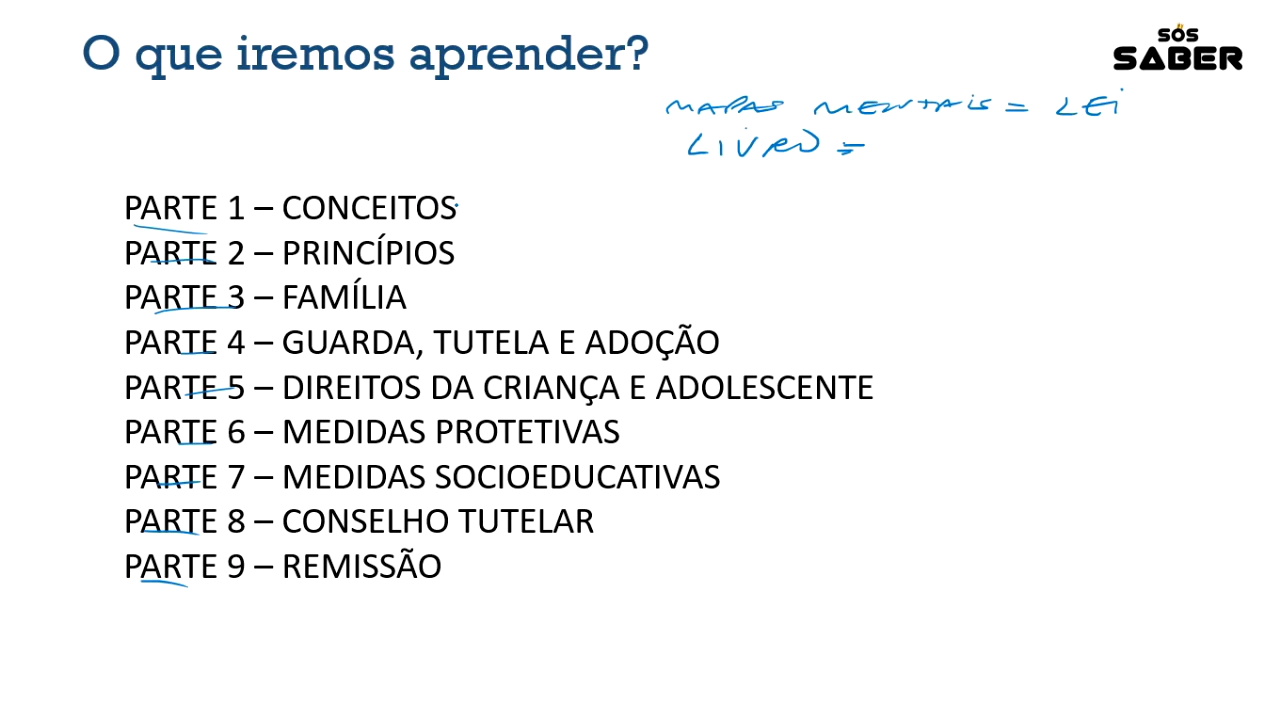 O que iremos aprender?
SÓS
SABER
MAPAS MENTAIS = LEI
LIVRO =
PARTE 1 – CONCEITOS
PARTE 2 – PRINCÍPIOS
PARTE 3 – FAMÍLIA
PARTE 4 – GUARDA, TUTELA E ADOÇÃO
PARTE 5 – DIREITOS DA CRIANÇA E ADOLESCENTE
PARTE 6 – MEDIDAS PROTETIVAS
PARTE 7 – MEDIDAS SOCIOEDUCATIVAS
PARTE 8 – CONSELHO TUTELAR
PARTE 9 – REMISSÃO